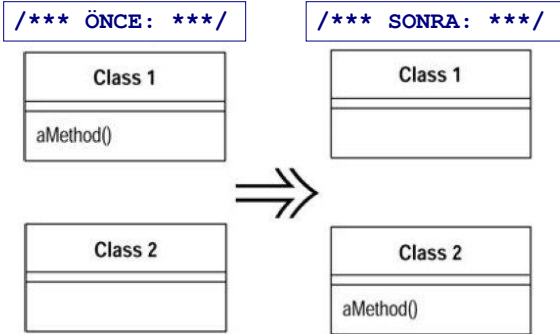 /*** ÖNCE: ***/
/*** SONRA: ***/
Class 1
aMethod()
Class 2
Class 1
Class 2
aMethod()